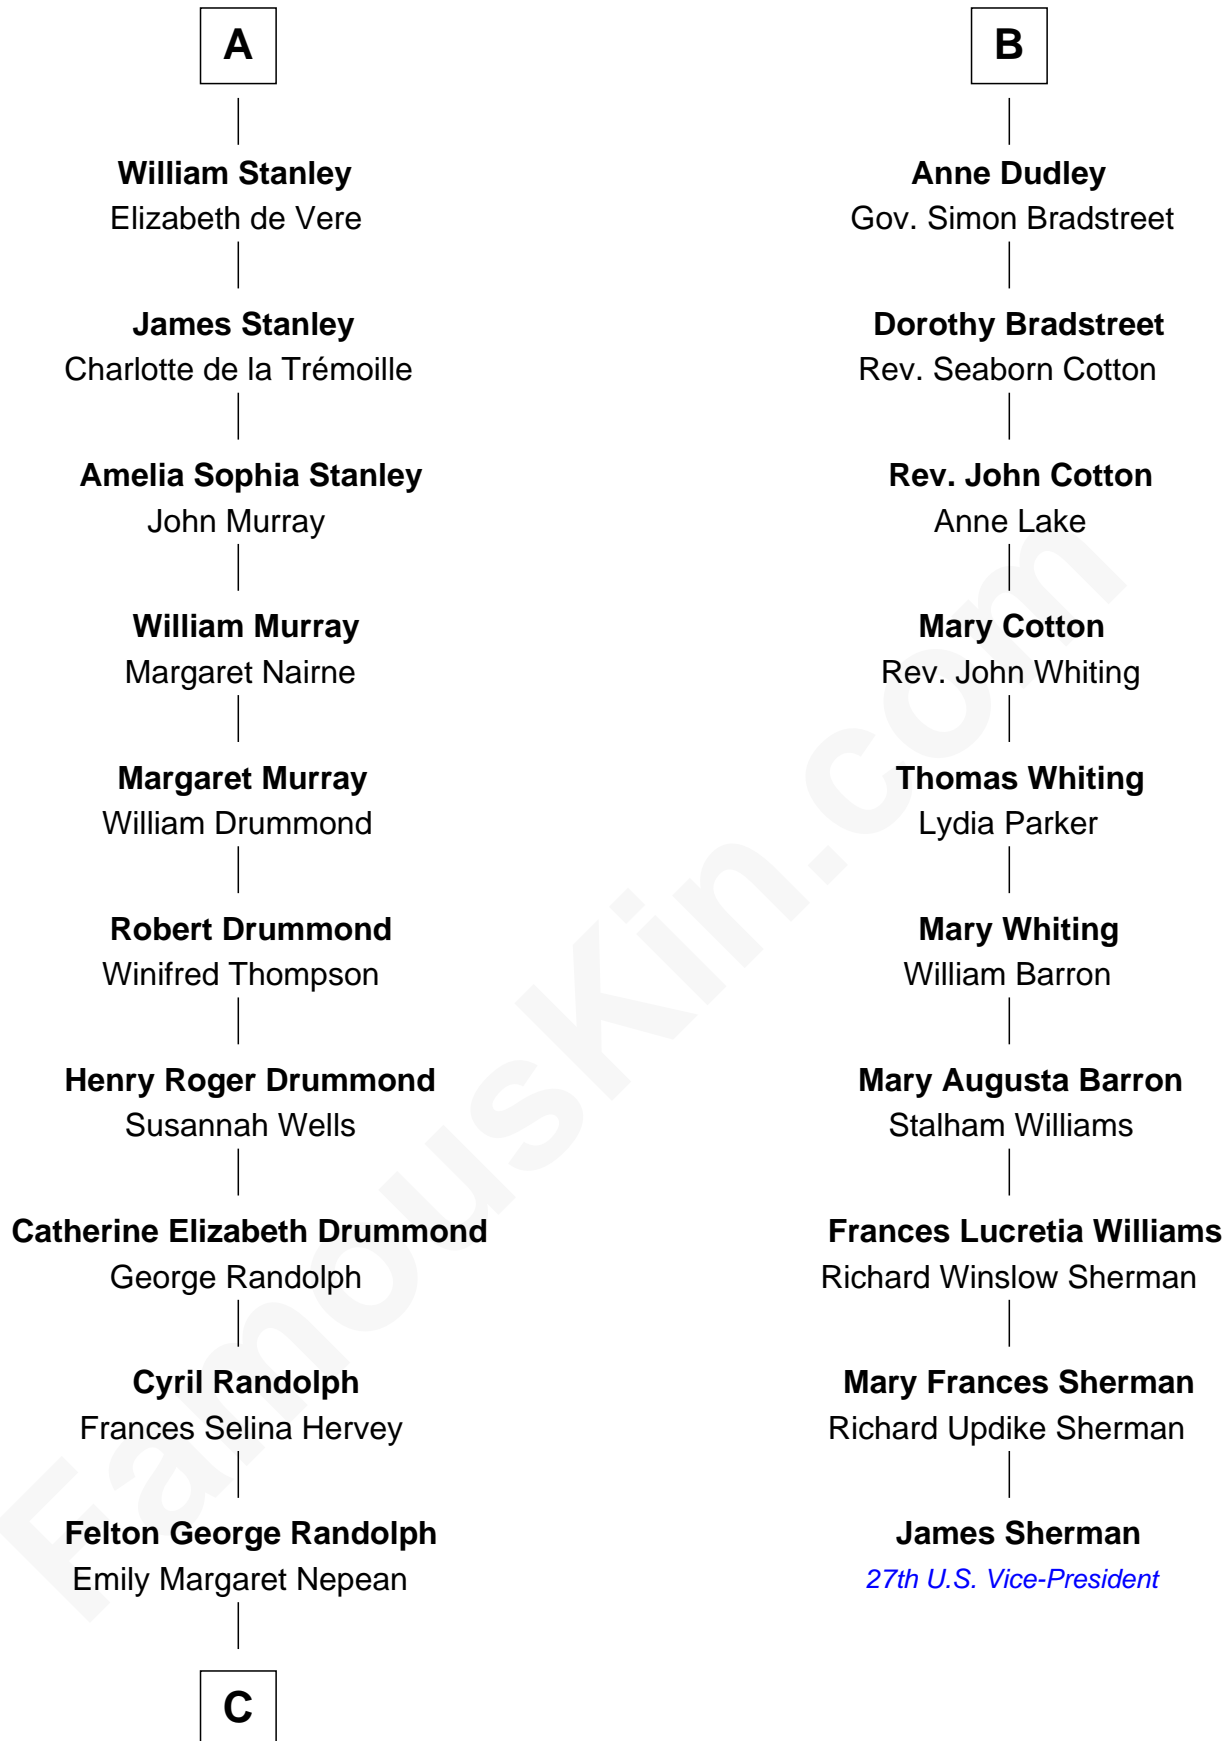 A
William Stanley
Elizabeth de Vere
James Stanley
Charlotte de la Trémoille
Amelia Sophia Stanley
John Murray
William Murray
Margaret Nairne
Margaret Murray
William Drummond
Robert Drummond
Winifred Thompson
Henry Roger Drummond
Susannah Wells
Catherine Elizabeth Drummond
George Randolph
Cyril Randolph
Frances Selina Hervey
Felton George Randolph
Emily Margaret Nepean
C
B
Anne Dudley
Gov. Simon Bradstreet
Dorothy Bradstreet
Rev. Seaborn Cotton
Rev. John Cotton
Anne Lake
Mary Cotton
Rev. John Whiting
Thomas Whiting
Lydia Parker
Mary Whiting
William Barron
Mary Augusta Barron
Stalham Williams
Frances Lucretia Williams
Richard Winslow Sherman
Mary Frances Sherman
Richard Updike Sherman
James Sherman
27th U.S. Vice-President
FamousKin.com